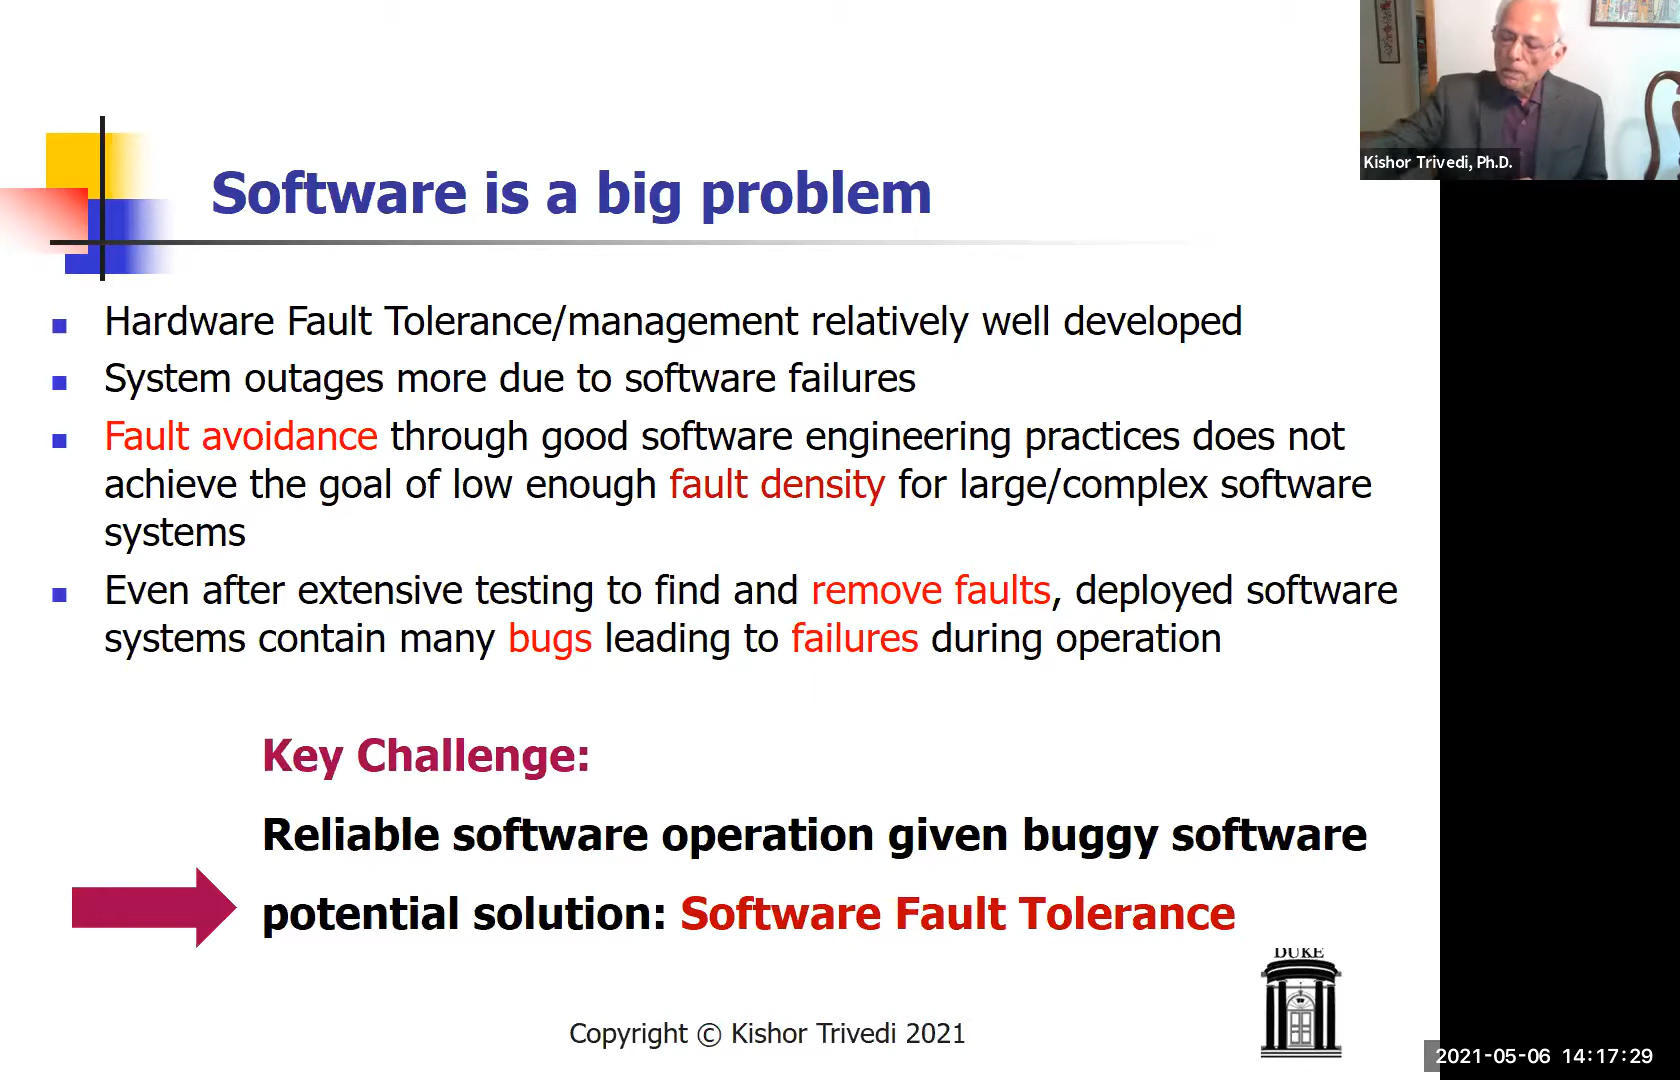 Kishor Trivedi, Ph.D.
Software is a big problem
Hardware Fault Tolerance/management relatively well developed
System outages more due to software failures
Fault avoidance through good software engineering practices does not
achieve the goal of low enough fault density for large/complex software
systems
Even after extensive testing to find and remove faults, deployed software
systems contain many bugs leading to failures during operation
Key Challenge:
Reliable software operation given buggy software
potential solution: Software Fault Tolerance
DUKE
Copyright © Kishor Trivedi 2021
2021-05-06 14:17:29